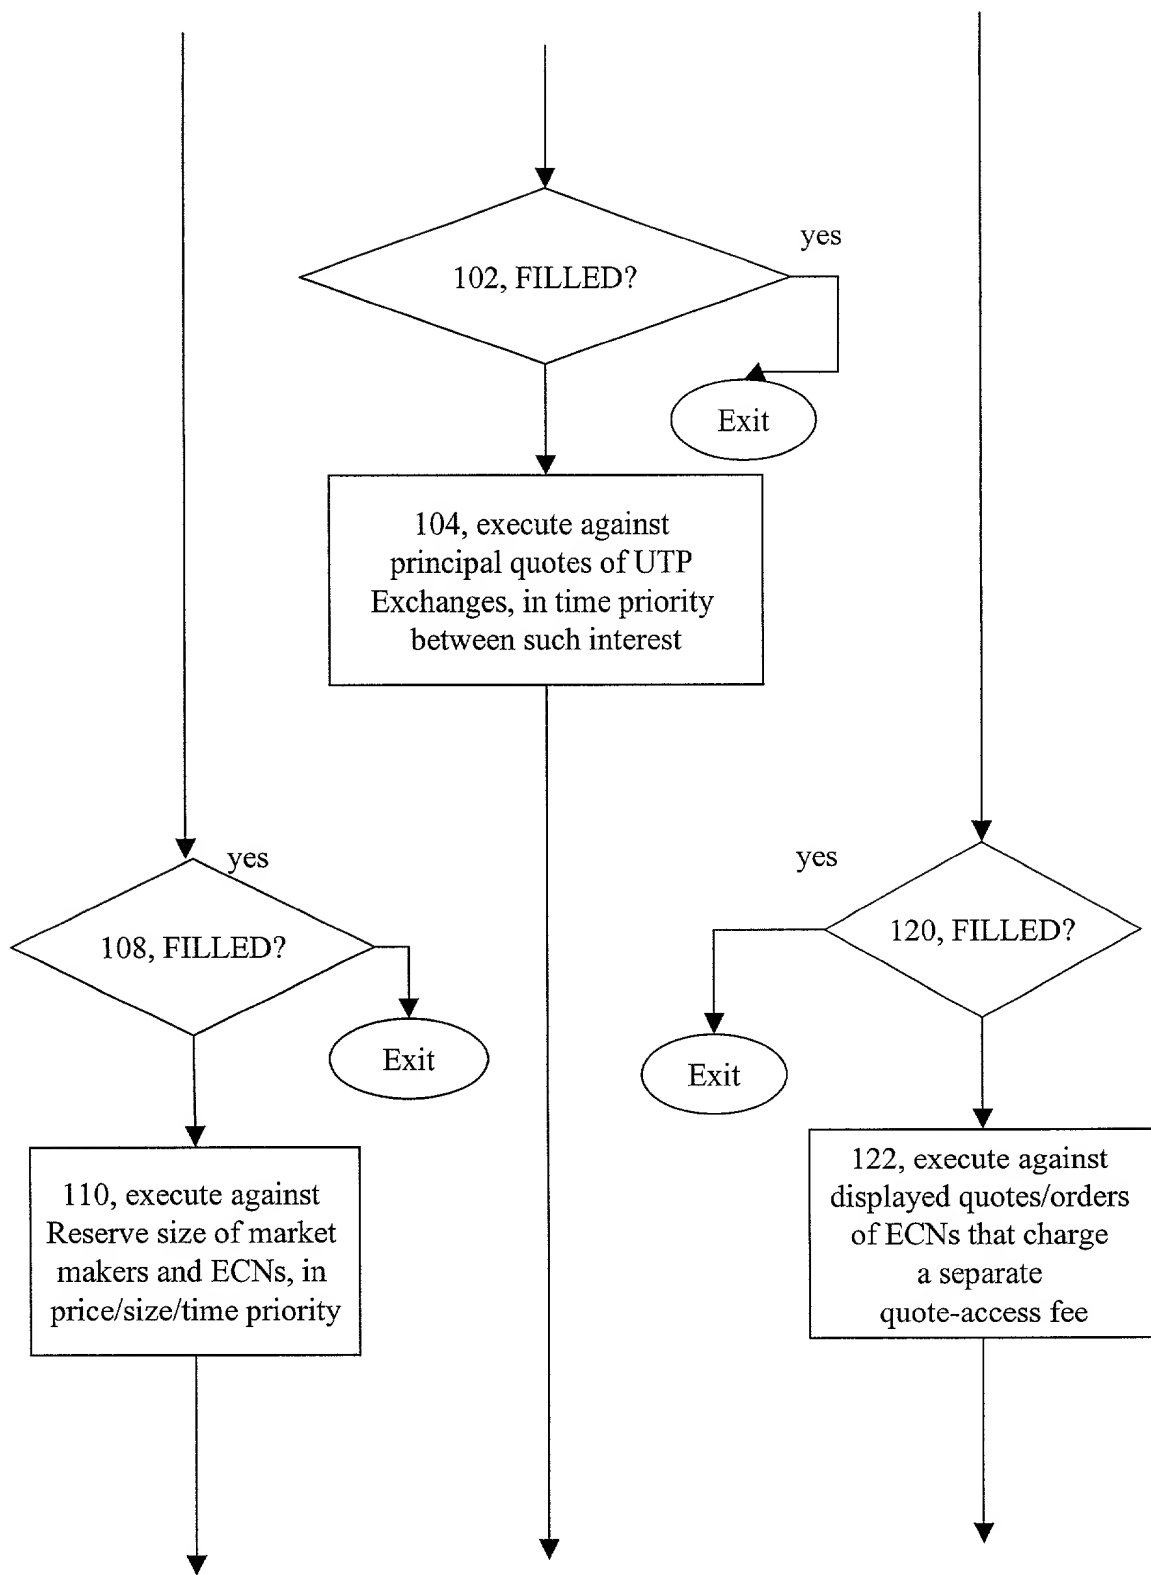 yes
102, FILLED?
Exit
104, execute against
principal quotes of UTP
Exchanges, in time priority
between such interest
yes
108, FILLED?
Exit
110, execute against
Reserve size of market
makers and ECNs, in
price/size/time priority
yes
120, FILLED?
Exit
122, execute against
displayed quotes/orders
of ECNs that charge
a separate
quote-access fee